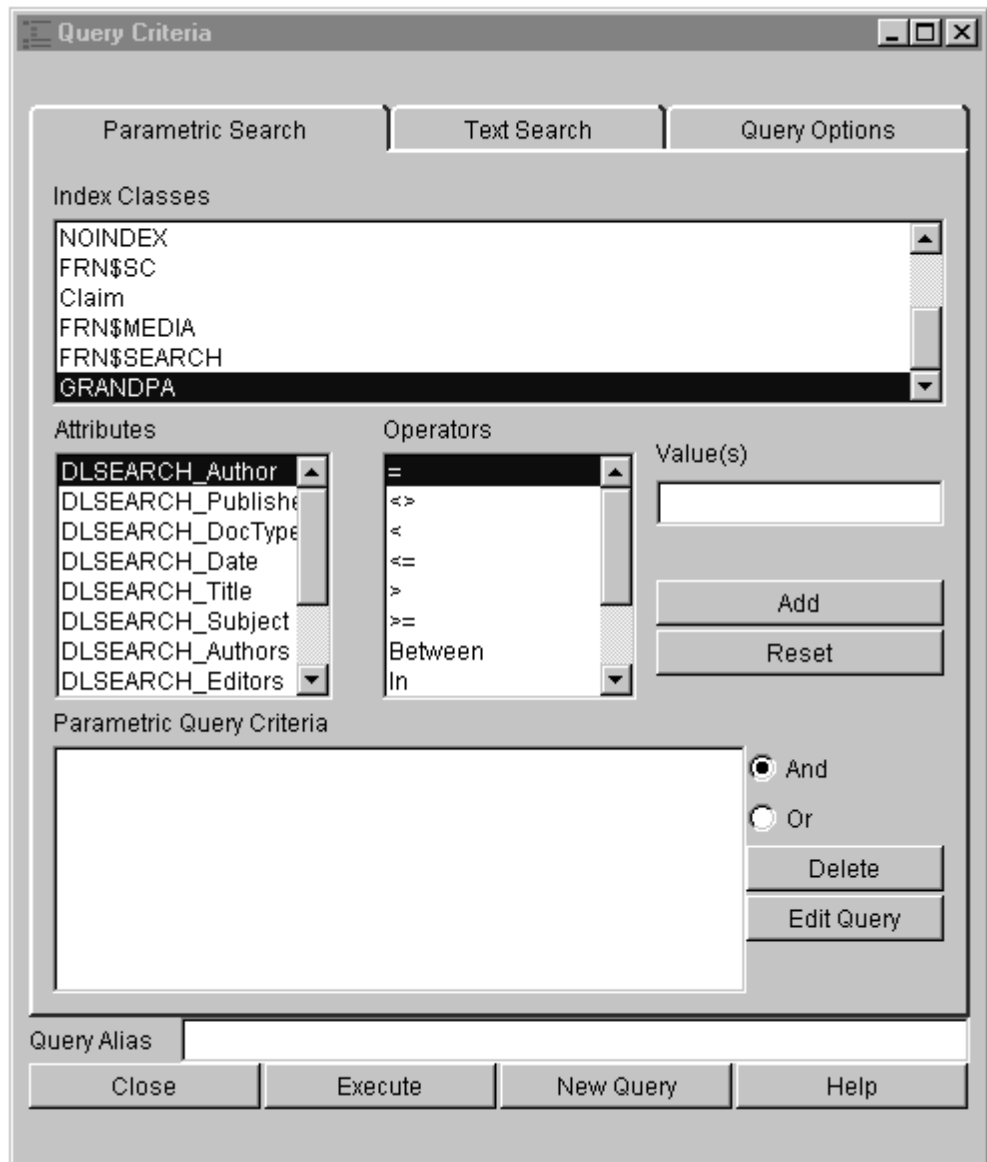 Query Criteria
Parametric Search Text Search Query Options
Index Classes
NOINDEX
FRN$SC
Claim
FRN$MEDIA
FRN$SEARCH
GRANDPA
Attributes
DLSEARCH_Author
DLSEARCH_Publishe
DLSEARCH_DocType
DLSEARCH_Date
DLSEARCH_Title
DLSEARCH_Subject
DLSEARCH_Authors
DLSEARCH_Editors
Operators
=
<>
<
<=
>
>=
Between
In
Value(s)
Add
Reset
Parametric Query Criteria
And
Or
Delete
Edit Query
Query Alias
Close Execute New Query Help